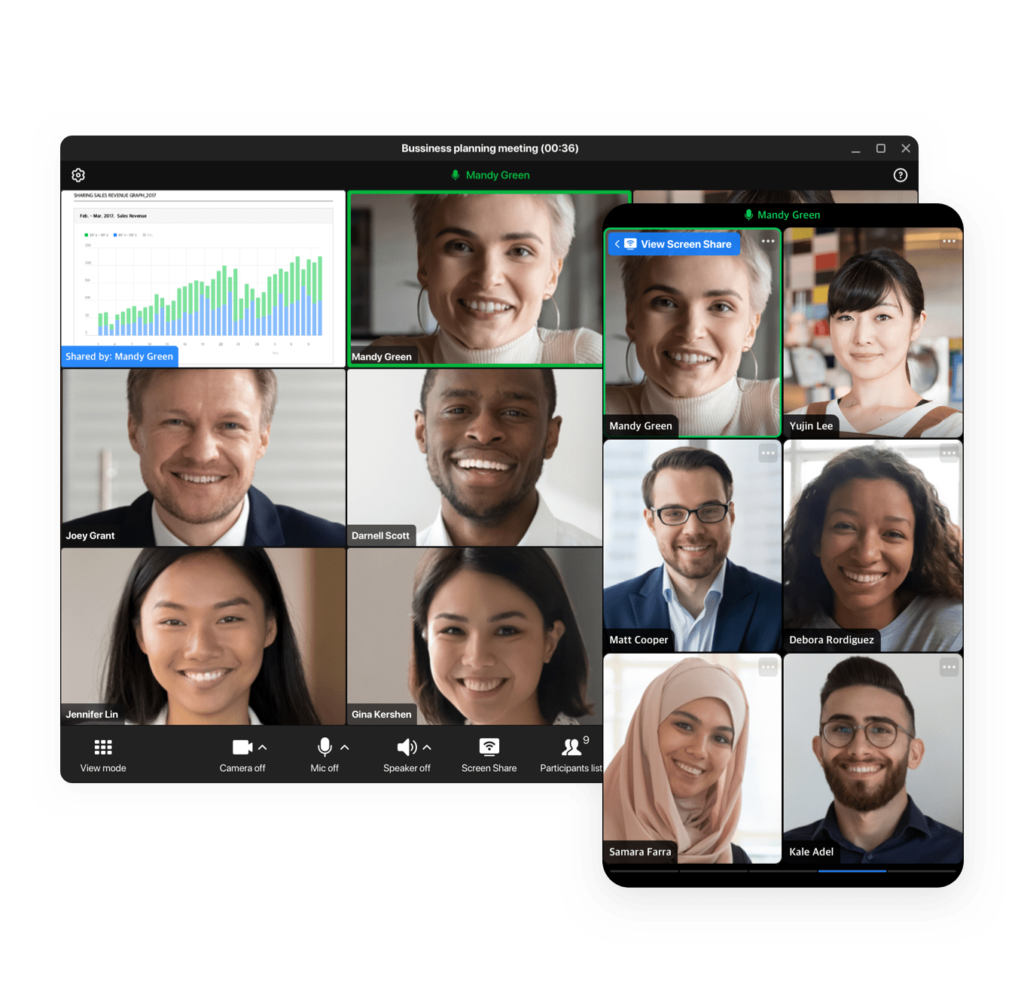 Bussiness planning meeting (00:36)
Mandy Green
SHARING SALES REVENUE GRAPH_2017
Feb. - Mar. 2017. Sales Revenue
Shared by: Mandy Green
Mandy Green
Joey Grant
Darnell Scott
Jennifer Lin
Gina Kershen
View mode
Camera off
Mic off
Speaker off
Screen Share
9
Participants list
Mandy Green
View Screen Share
Mandy Green
Yujin Lee
Matt Cooper
Debora Rordiguez
Samara Farra
Kale Adel